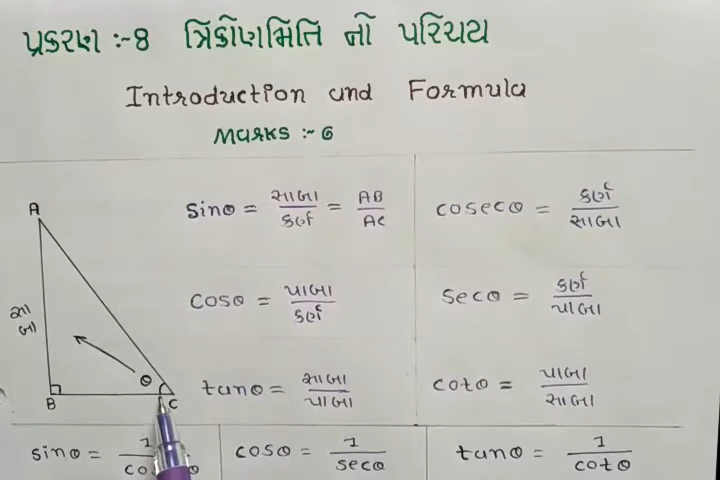 પ્રકરણ :- 8 ત્રિકોણમિતિ નો પરિચય
Introduction and Formula
Marks :- 6
A
સા બા
θ
B
C
sinθ = સાબા/કર્ણ = AB/AC
cosecθ = કર્ણ/સાબા
cosθ = પાબા/કર્ણ
secθ = કર્ણ/પાબા
tanθ = સાબા/પાબા
cotθ = પાબા/સાબા
sinθ = 1/
cosθ = 1/secθ
tanθ = 1/cotθ